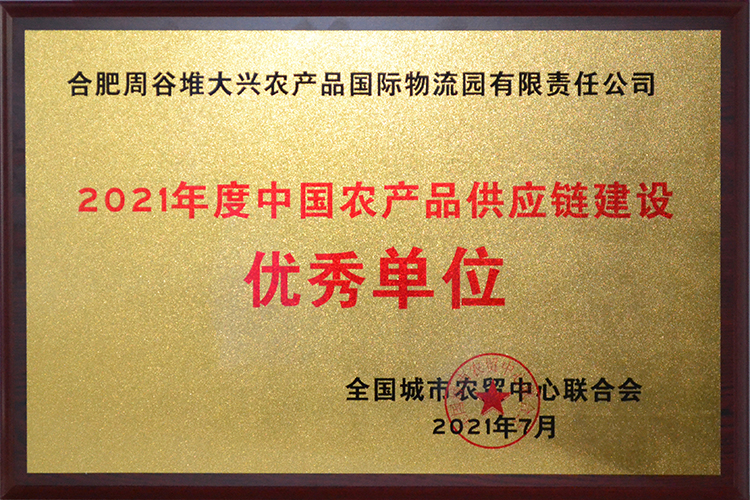 合肥周谷堆大兴农产品国际物流园有限责任公司
2021年度中国农产品供应链建设
优秀单位
全国城市农贸中心联合会
2021年7月